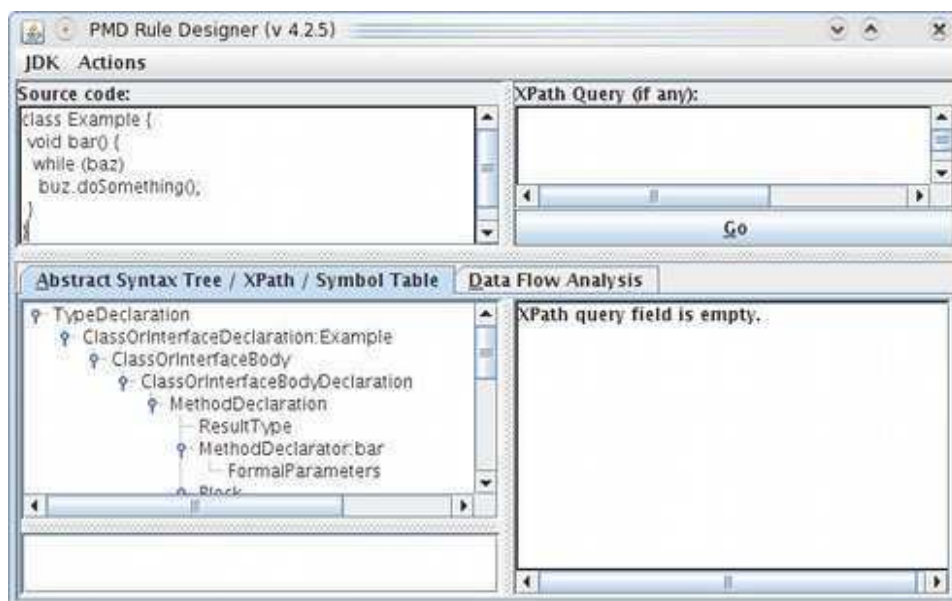 PMD Rule Designer (v 4.2.5)
JDK Actions
Source code:
class Example {
void bar() {
while (baz)
buz.doSomething();
}
}
XPath Query (if any):
Go
Abstract Syntax Tree / XPath / Symbol Table
Data Flow Analysis
TypeDeclaration
ClassOrInterfaceDeclaration:Example
ClassOrInterfaceBody
ClassOrInterfaceBodyDeclaration
MethodDeclaration
ResultType
MethodDeclarator:bar
FormalParameters
Block
XPath query field is empty.